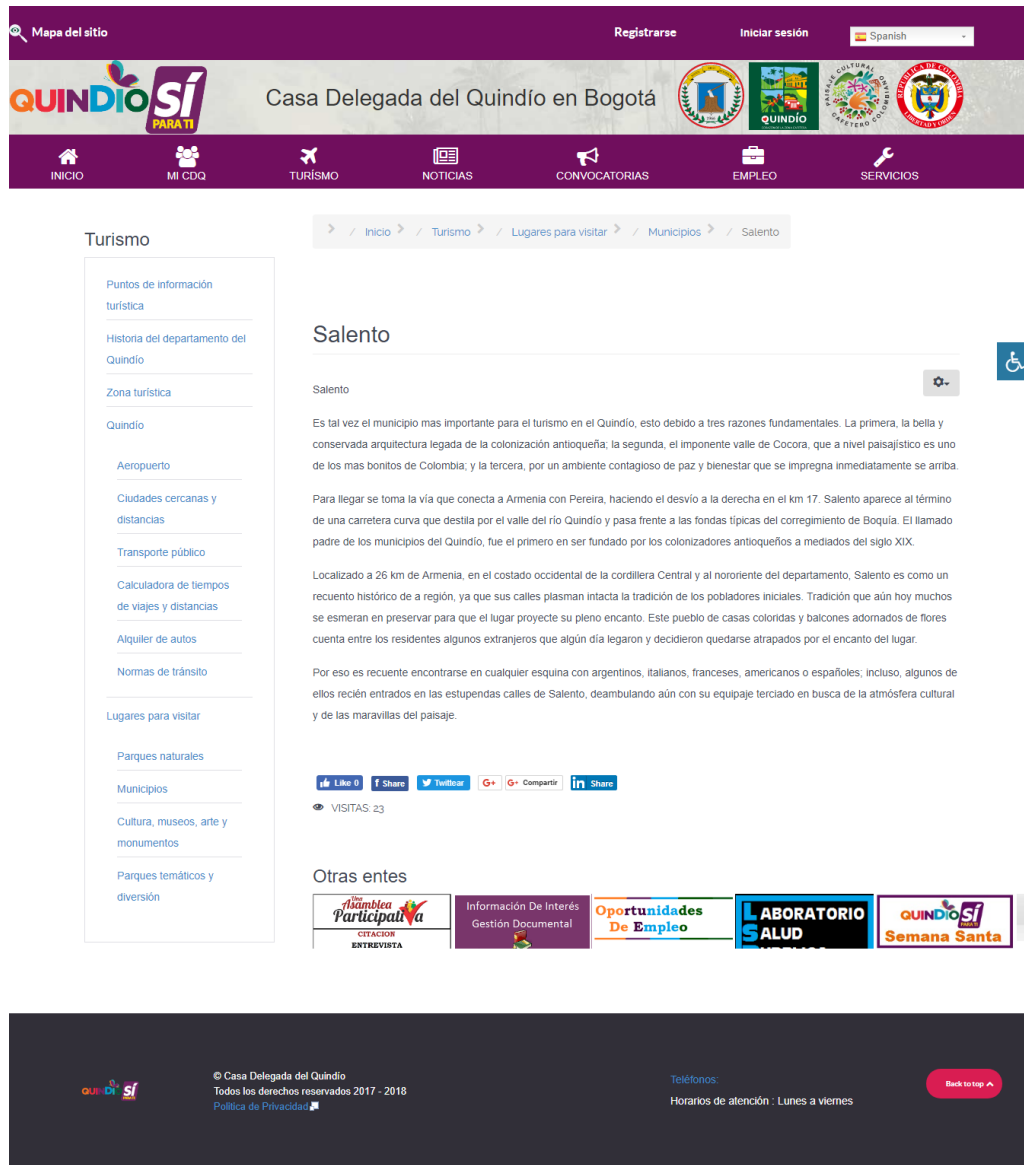 Mapa del sitio
Registrarse
Iniciar sesión
Spanish
QUINDÍO SÍ
PARA TI
Casa Delegada del Quindío en Bogotá
QUINDÍO
PAISAJE CULTURAL CAFETERO COLOMBIANO
REPUBLICA DE COLOMBIA
LIBERTAD Y ORDEN
INICIO
MI CDQ
TURÍSMO
NOTICIAS
CONVOCATORIAS
EMPLEO
SERVICIOS
Turismo
Puntos de información
turística
Historia del departamento del
Quindío
Zona turística
Quindío
Aeropuerto
Ciudades cercanas y
distancias
Transporte público
Calculadora de tiempos
de viajes y distancias
Alquiler de autos
Normas de tránsito
Lugares para visitar
Parques naturales
Municipios
Cultura, museos, arte y
monumentos
Parques temáticos y
diversión
/ Inicio / Turismo / Lugares para visitar / Municipios / Salento
Salento
Salento
Es tal vez el municipio mas importante para el turismo en el Quindío, esto debido a tres razones fundamentales. La primera, la bella y
conservada arquitectura legada de la colonización antioqueña; la segunda, el imponente valle de Cocora, que a nivel paisajístico es uno
de los mas bonitos de Colombia; y la tercera, por un ambiente contagioso de paz y bienestar que se impregna inmediatamente se arriba.
Para llegar se toma la vía que conecta a Armenia con Pereira, haciendo el desvío a la derecha en el km 17. Salento aparece al término
de una carretera curva que destila por el valle del río Quindío y pasa frente a las fondas típicas del corregimiento de Boquía. El llamado
padre de los municipios del Quindío, fue el primero en ser fundado por los colonizadores antioqueños a mediados del siglo XIX.
Localizado a 26 km de Armenia, en el costado occidental de la cordillera Central y al nororiente del departamento, Salento es como un
recuento histórico de a región, ya que sus calles plasman intacta la tradición de los pobladores iniciales. Tradición que aún hoy muchos
se esmeran en preservar para que el lugar proyecte su pleno encanto. Este pueblo de casas coloridas y balcones adornados de flores
cuenta entre los residentes algunos extranjeros que algún día legaron y decidieron quedarse atrapados por el encanto del lugar.
Por eso es recuente encontrarse en cualquier esquina con argentinos, italianos, franceses, americanos o españoles; incluso, algunos de
ellos recién entrados en las estupendas calles de Salento, deambulando aún con su equipaje terciado en busca de la atmósfera cultural
y de las maravillas del paisaje.
Like 0
f Share
Twittear
G+
G+ Compartir
in Share
VISITAS: 23
Otras entes
Una
Asamblea
Participativa
CITACION
ENTREVISTA
Información De Interés
Gestión Documental
Oportunidades
De Empleo
LABORATORIO
SALUD
QUINDÍO SÍ
PARA TI
Semana Santa
QUINDÍO SÍ
© Casa Delegada del Quindío
Todos los derechos reservados 2017 - 2018
Política de Privacidad
Teléfonos:
Horarios de atención : Lunes a viernes
Back to top